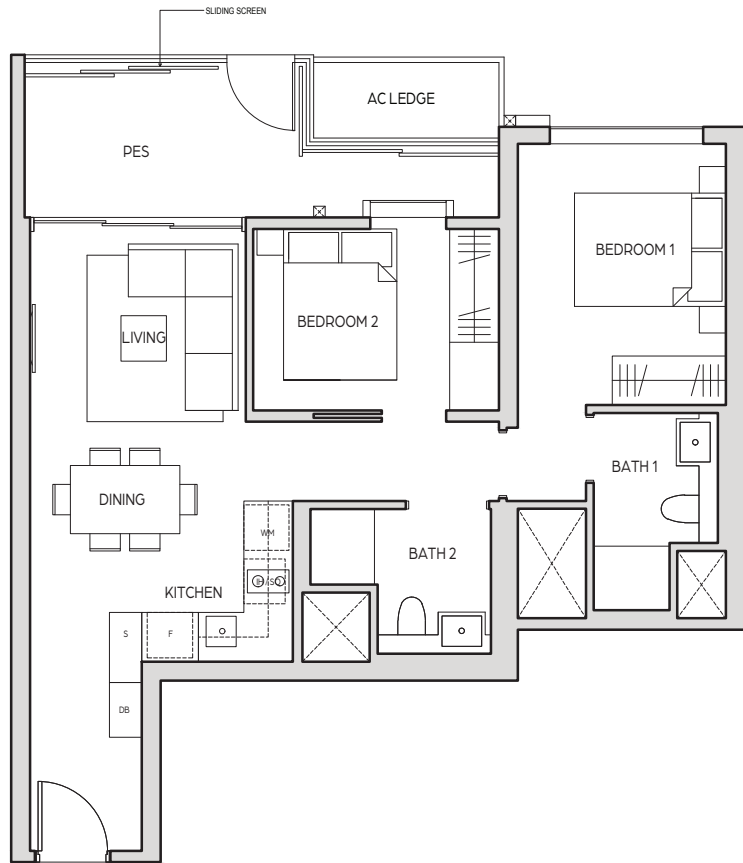 SLIDING SCREEN
AC LEDGE
PES
BEDROOM 1
BEDROOM 2
LIVING
BATH 1
DINING
WM
BATH 2
KITCHEN
S
F
DB